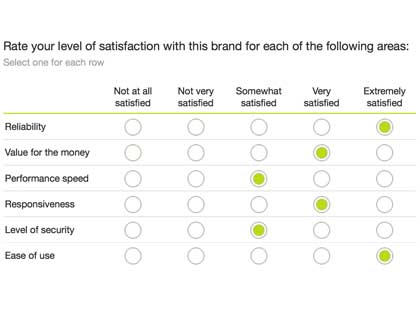 Rate your level of satisfaction with this brand for each of the following areas:
Select one for each row
Not at all satisfied Not very satisfied Somewhat satisfied Very satisfied Extremely satisfied
Reliability
Value for the money
Performance speed
Responsiveness
Level of security
Ease of use